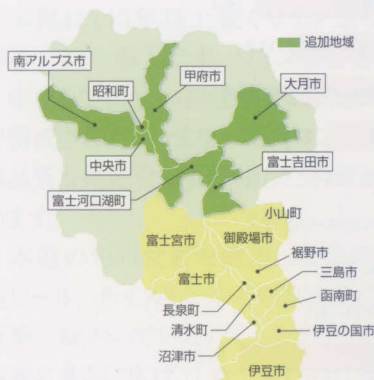 追加地域
南アルプス市
甲府市
大月市
昭和町
中央市
富士吉田市
富士河口湖町
小山町
富士宮市
御殿場市
裾野市
富士市
三島市
長泉町
函南町
清水町
伊豆の国市
沼津市
伊豆市